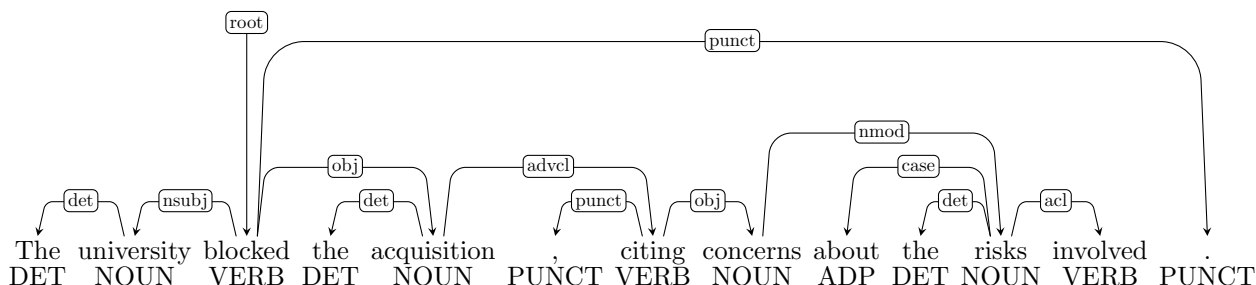 root
punct
nmod
obj advcl case
det nsubj det punct obj det acl
The university blocked the acquisition , citing concerns about the risks involved .
DET NOUN VERB DET NOUN PUNCT VERB NOUN ADP DET NOUN VERB PUNCT